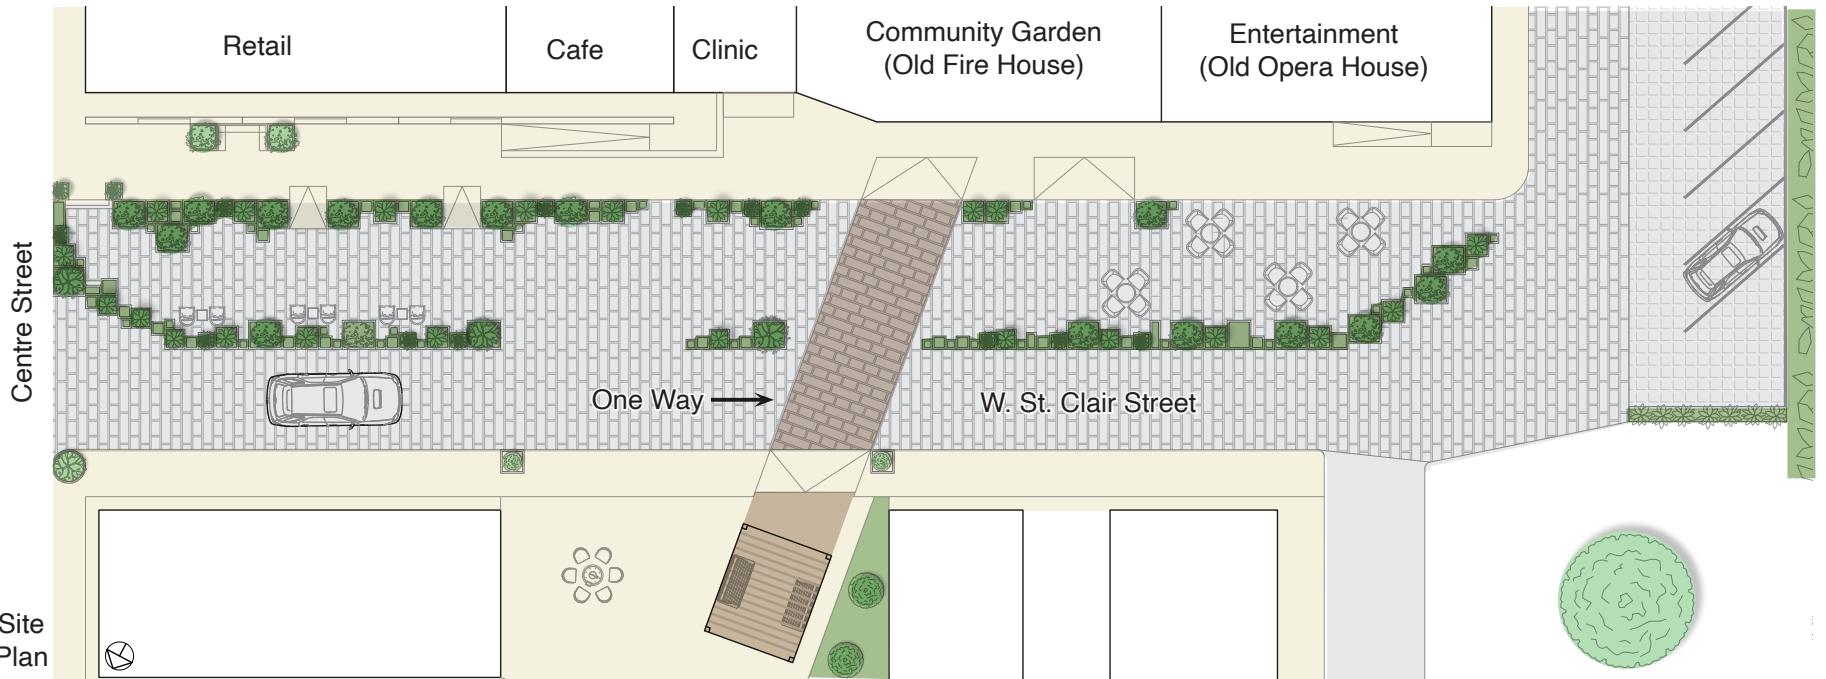 Retail
Cafe
Clinic
Community Garden
(Old Fire House)
Entertainment
(Old Opera House)
Centre Street
One Way
W. St. Clair Street
Site
Plan